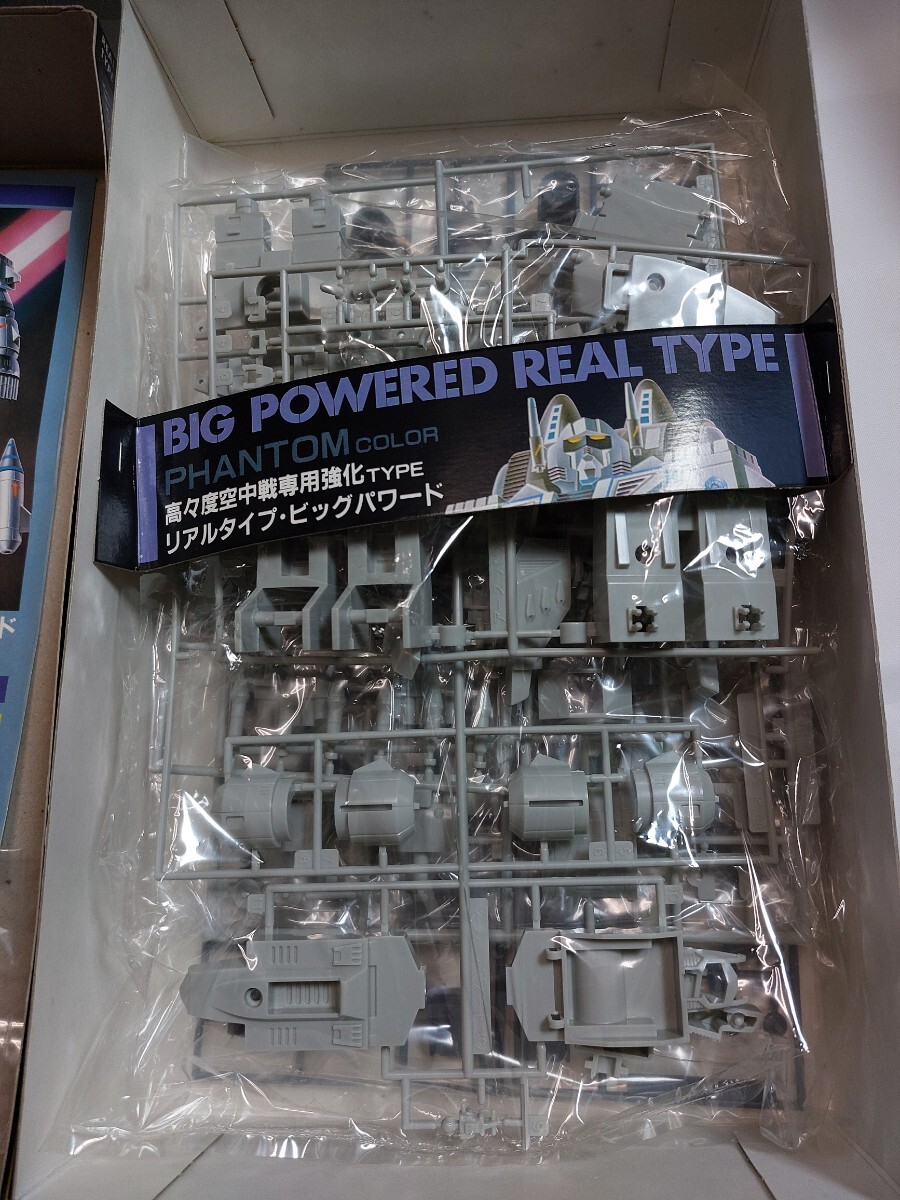 BIG POWERED REAL TYPE
PHANTOM COLOR
高々度空中戦専用強化TYPE
リアルタイプ・ビッグパワード
ド